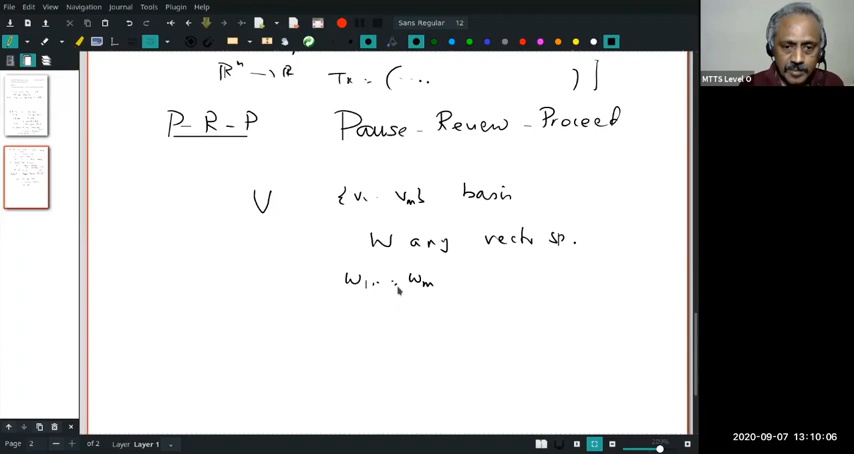 File Edit View Navigation Journal Tools Plugin Help
Sans Regular 12
ℝⁿ → ℝ Tx = (.... )]
P-R-P Pause - Review - Proceed
V {v₁ .. vₘ} basis
W any vectr sp.
w₁, . . . wₘ
MTTS Level O
2020-09-07 13:10:06
Page 2 of 2 Layer Layer 1